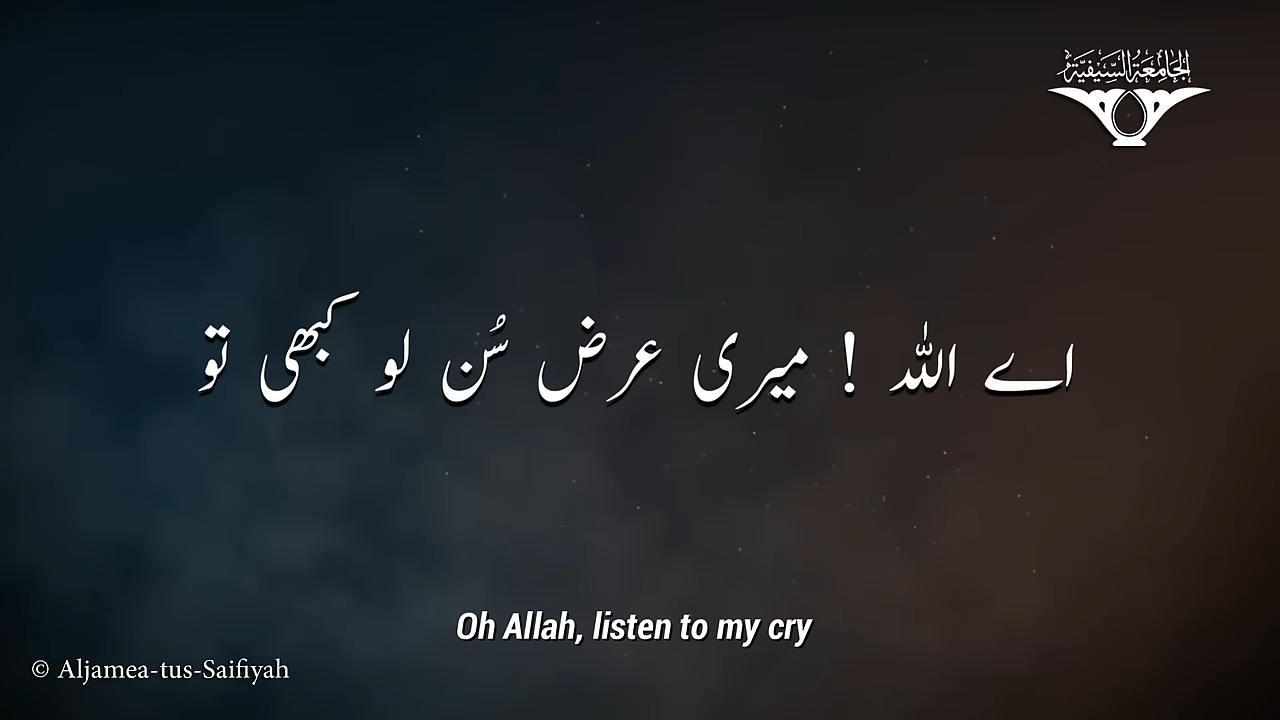 الجامعة السيفية
اے اللہ ! میری عرض سُن لو کبھی تو
Oh Allah, listen to my cry
© Aljamea-tus-Saifiyah